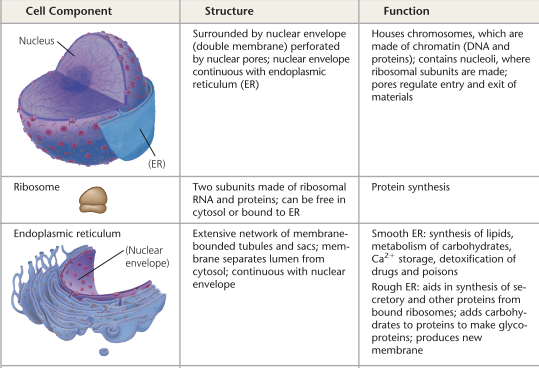 Cell Component
Structure
Function
Nucleus
(ER)
Surrounded by nuclear envelope
(double membrane) perforated
by nuclear pores; nuclear envelope
continuous with endoplasmic
reticulum (ER)
Houses chromosomes, which are
made of chromatin (DNA and
proteins); contains nucleoli, where
ribosomal subunits are made;
pores regulate entry and exit of
materials
Ribosome
Two subunits made of ribosomal
RNA and proteins; can be free in
cytosol or bound to ER
Protein synthesis
Endoplasmic reticulum
(Nuclear
envelope)
Extensive network of membrane-
bounded tubules and sacs; mem-
brane separates lumen from
cytosol; continuous with nuclear
envelope
Smooth ER: synthesis of lipids,
metabolism of carbohydrates,
Ca²⁺ storage, detoxification of
drugs and poisons
Rough ER: aids in synthesis of se-
cretory and other proteins from
bound ribosomes; adds carbohy-
drates to proteins to make glyco-
proteins; produces new
membrane